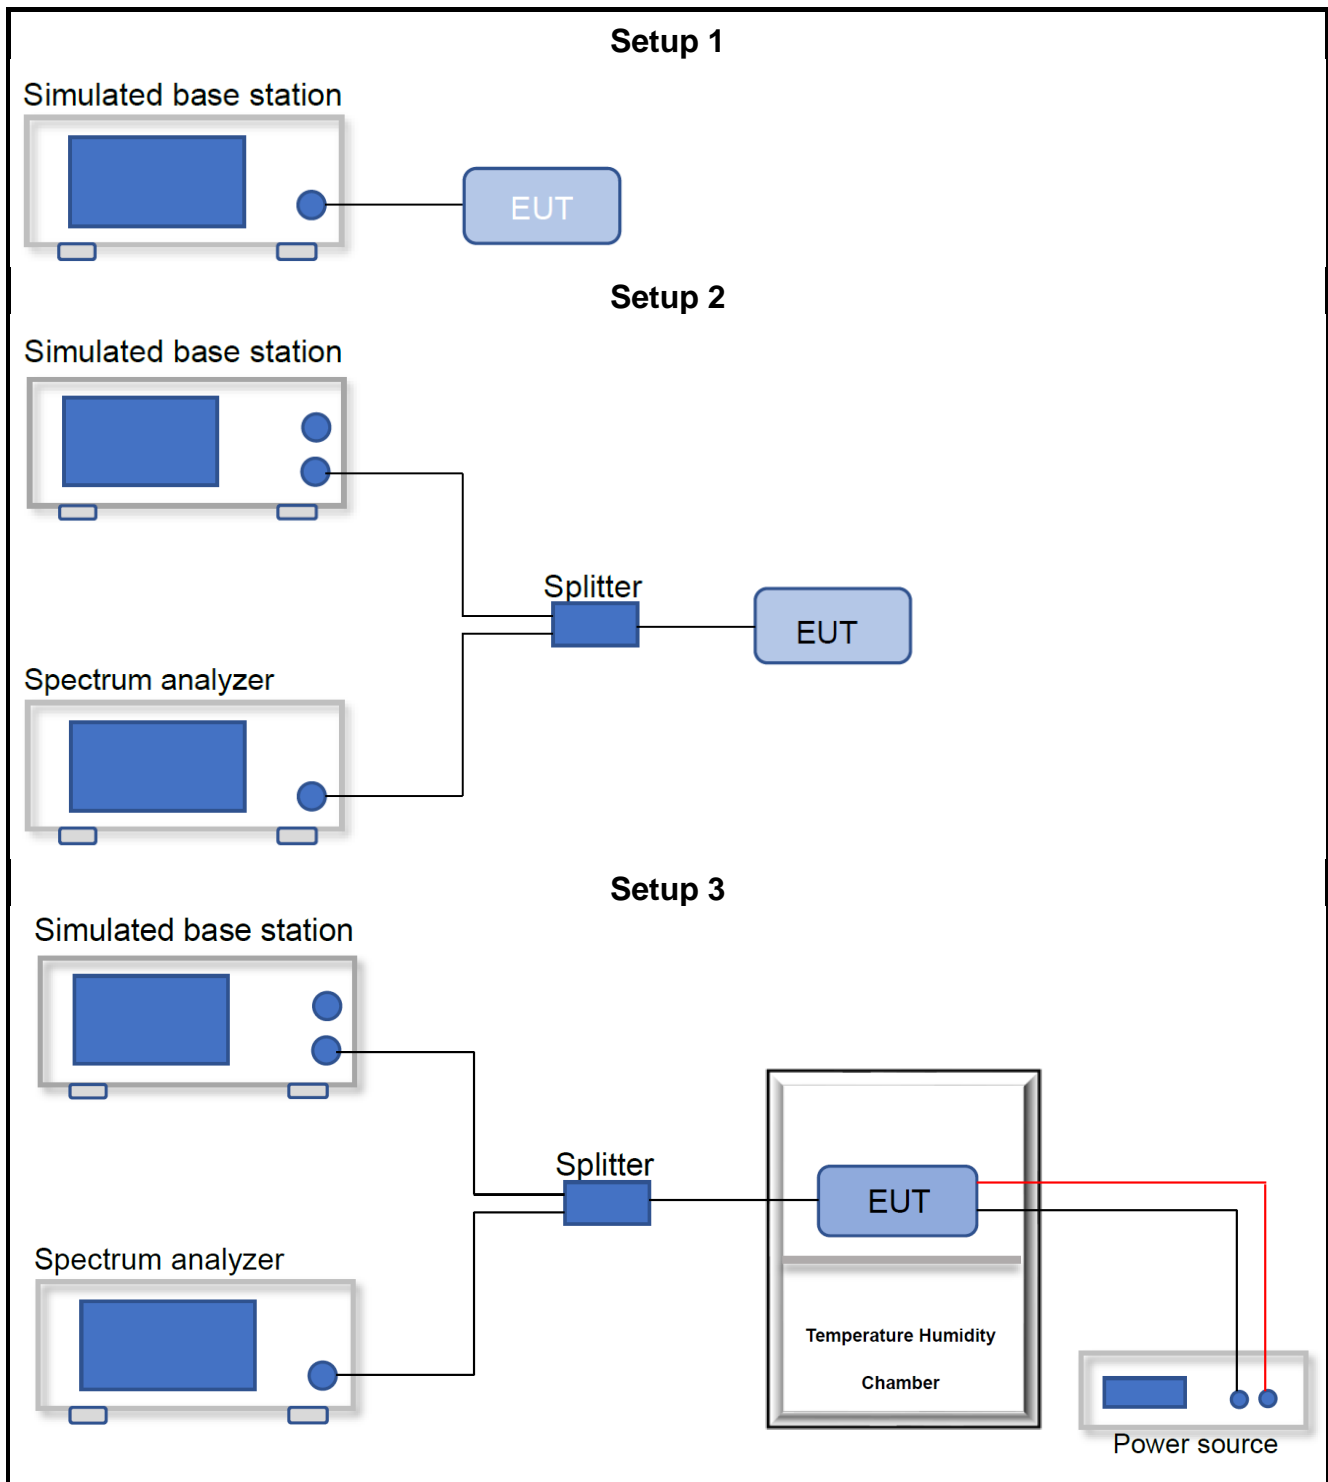 Setup 1
Simulated base station
EUT
Setup 2
Simulated base station
Splitter
EUT
Spectrum analyzer
Setup 3
Simulated base station
Splitter
EUT
Spectrum analyzer
Temperature Humidity
Chamber
Power source